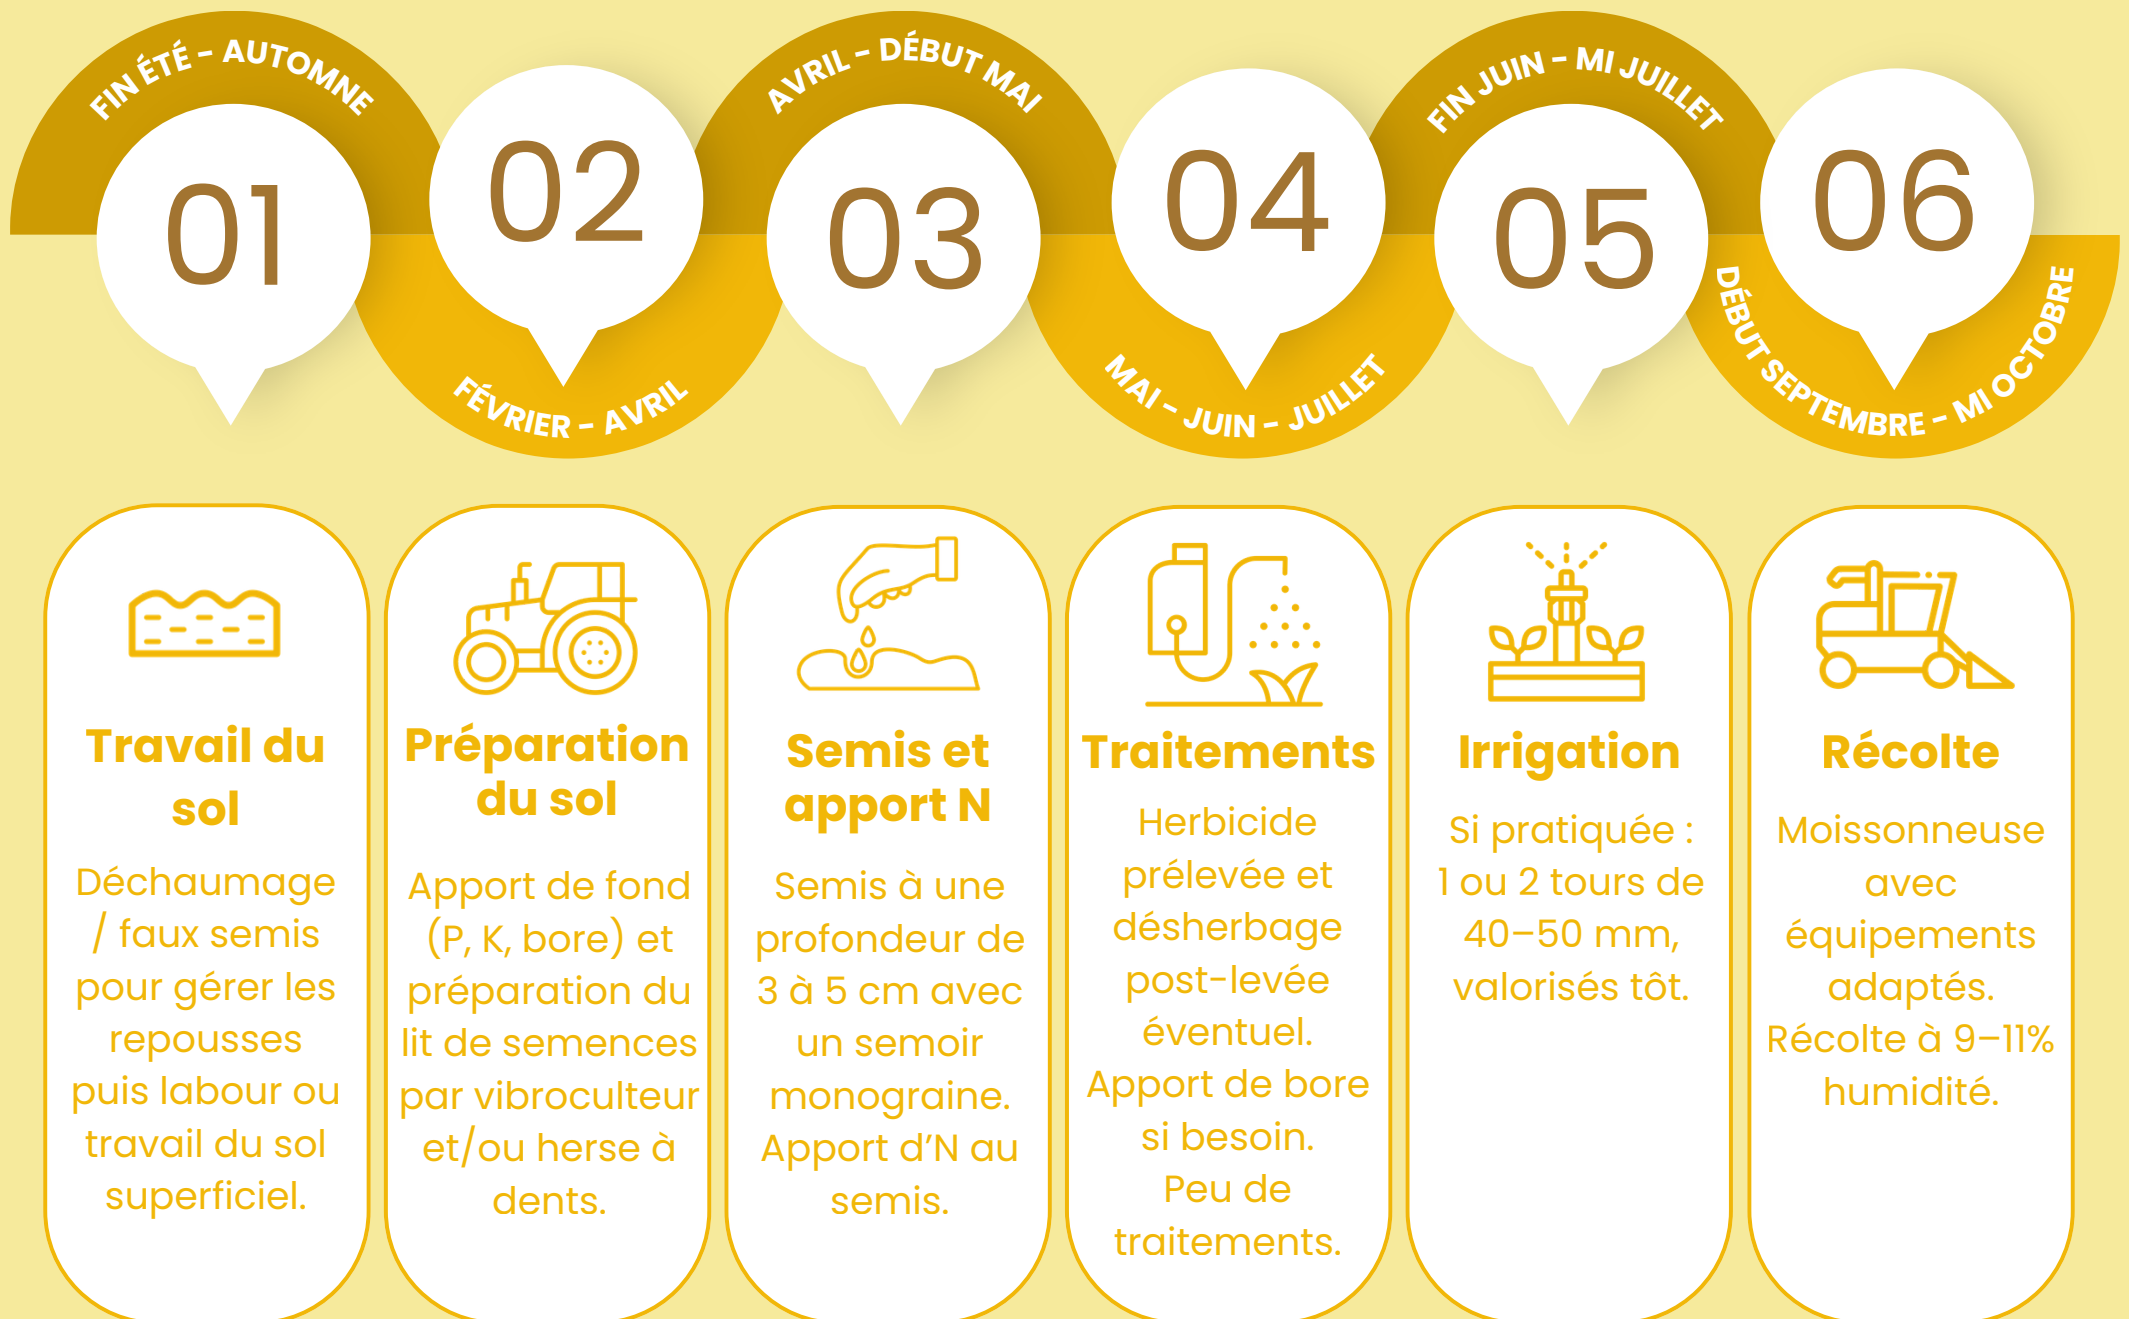 FIN ÉTÉ – AUTOMNE
01
FÉVRIER – AVRIL
02
AVRIL – DÉBUT MAI
03
MAI – JUIN – JUILLET
04
FIN JUIN – MI JUILLET
05
DÉBUT SEPTEMBRE – MI OCTOBRE
06
Travail du
sol
Déchaumage
/ faux semis
pour gérer les
repousses
puis labour ou
travail du sol
superficiel.
Préparation
du sol
Apport de fond
(P, K, bore) et
préparation du
lit de semences
par vibroculteur
et/ou herse à
dents.
Semis et
apport N
Semis à une
profondeur de
3 à 5 cm avec
un semoir
monograine.
Apport d’N au
semis.
Traitements
Herbicide
prélevée et
désherbage
post-levée
éventuel.
Apport de bore
si besoin.
Peu de
traitements.
Irrigation
Si pratiquée :
1 ou 2 tours de
40–50 mm,
valorisés tôt.
Récolte
Moissonneuse
avec
équipements
adaptés.
Récolte à 9–11%
humidité.